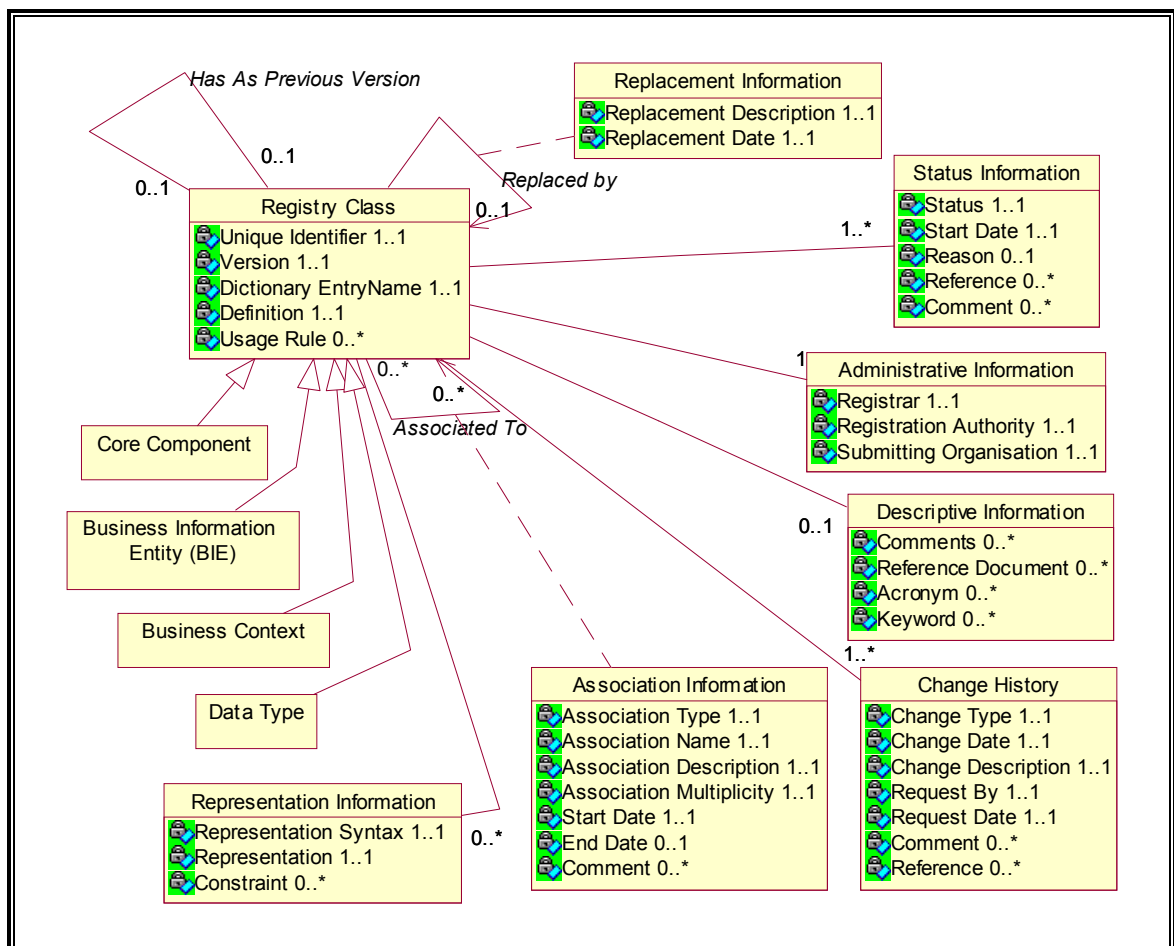 Has As Previous Version
0..1
0..1
Replacement Information
Replacement Description 1..1
Replacement Date 1..1
Replaced by
0..1
Registry Class
Unique Identifier 1..1
Version 1..1
Dictionary EntryName 1..1
Definition 1..1
Usage Rule 0..*
1..*
Status Information
Status 1..1
Start Date 1..1
Reason 0..1
Reference 0..*
Comment 0..*
1
Administrative Information
Registrar 1..1
Registration Authority 1..1
Submitting Organisation 1..1
0..*
0..*
Associated To
Core Component
Business Information
Entity (BIE)
Business Context
Data Type
0..1
Descriptive Information
Comments 0..*
Reference Document 0..*
Acronym 0..*
Keyword 0..*
Representation Information
Representation Syntax 1..1
Representation 1..1
Constraint 0..*
0..*
Association Information
Association Type 1..1
Association Name 1..1
Association Description 1..1
Association Multiplicity 1..1
Start Date 1..1
End Date 0..1
Comment 0..*
1..*
Change History
Change Type 1..1
Change Date 1..1
Change Description 1..1
Request By 1..1
Request Date 1..1
Comment 0..*
Reference 0..*